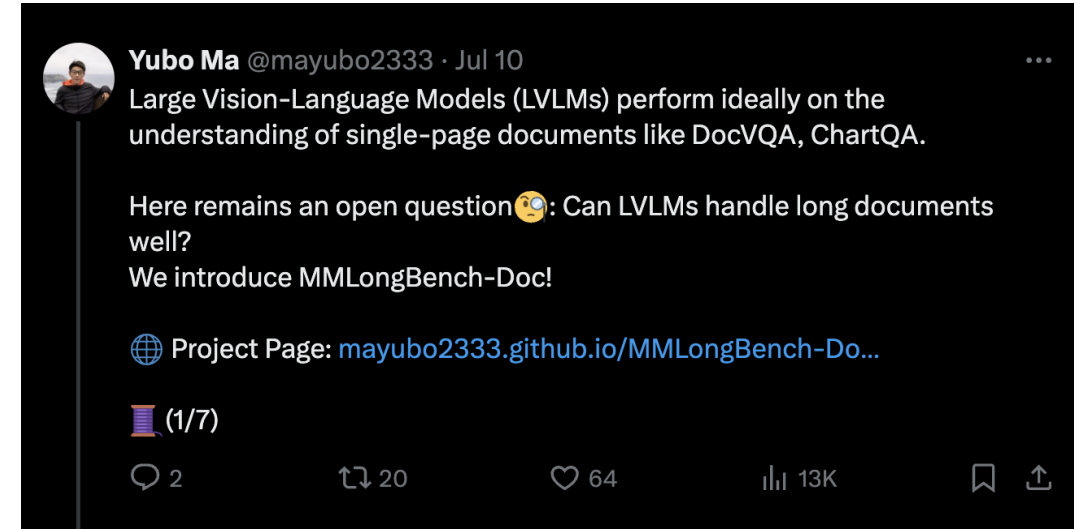 Yubo Ma @mayubo2333 · Jul 10
Large Vision-Language Models (LVLMs) perform ideally on the
understanding of single-page documents like DocVQA, ChartQA.
Here remains an open question🧐: Can LVLMs handle long documents
well?
We introduce MMLongBench-Doc!
🌐 Project Page: mayubo2333.github.io/MMLongBench-Do...
🧵 (1/7)
2 20 64 13K